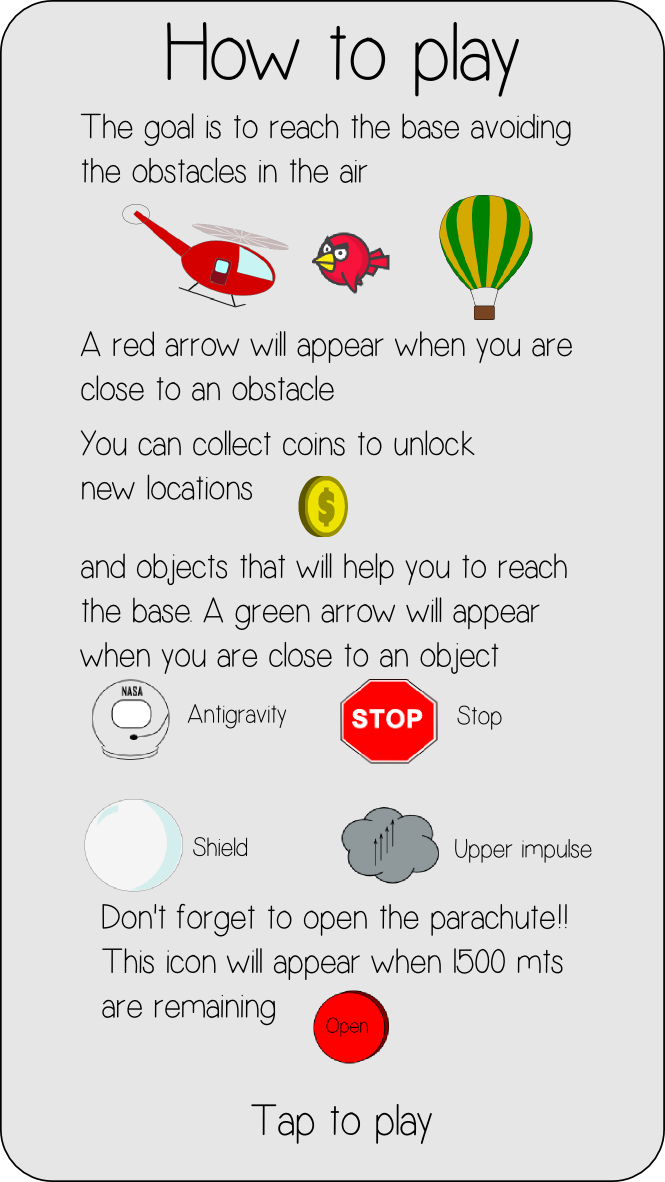 How to play
The goal is to reach the base avoiding
the obstacles in the air
A red arrow will appear when you are
close to an obstacle
You can collect coins to unlock
new locations
$
and objects that will help you to reach
the base. A green arrow will appear
when you are close to an object
NASA
Antigravity
STOP
Stop
Shield
Upper impulse
Don't forget to open the parachute!!
This icon will appear when 1500 mts
are remaining
Open
Tap to play